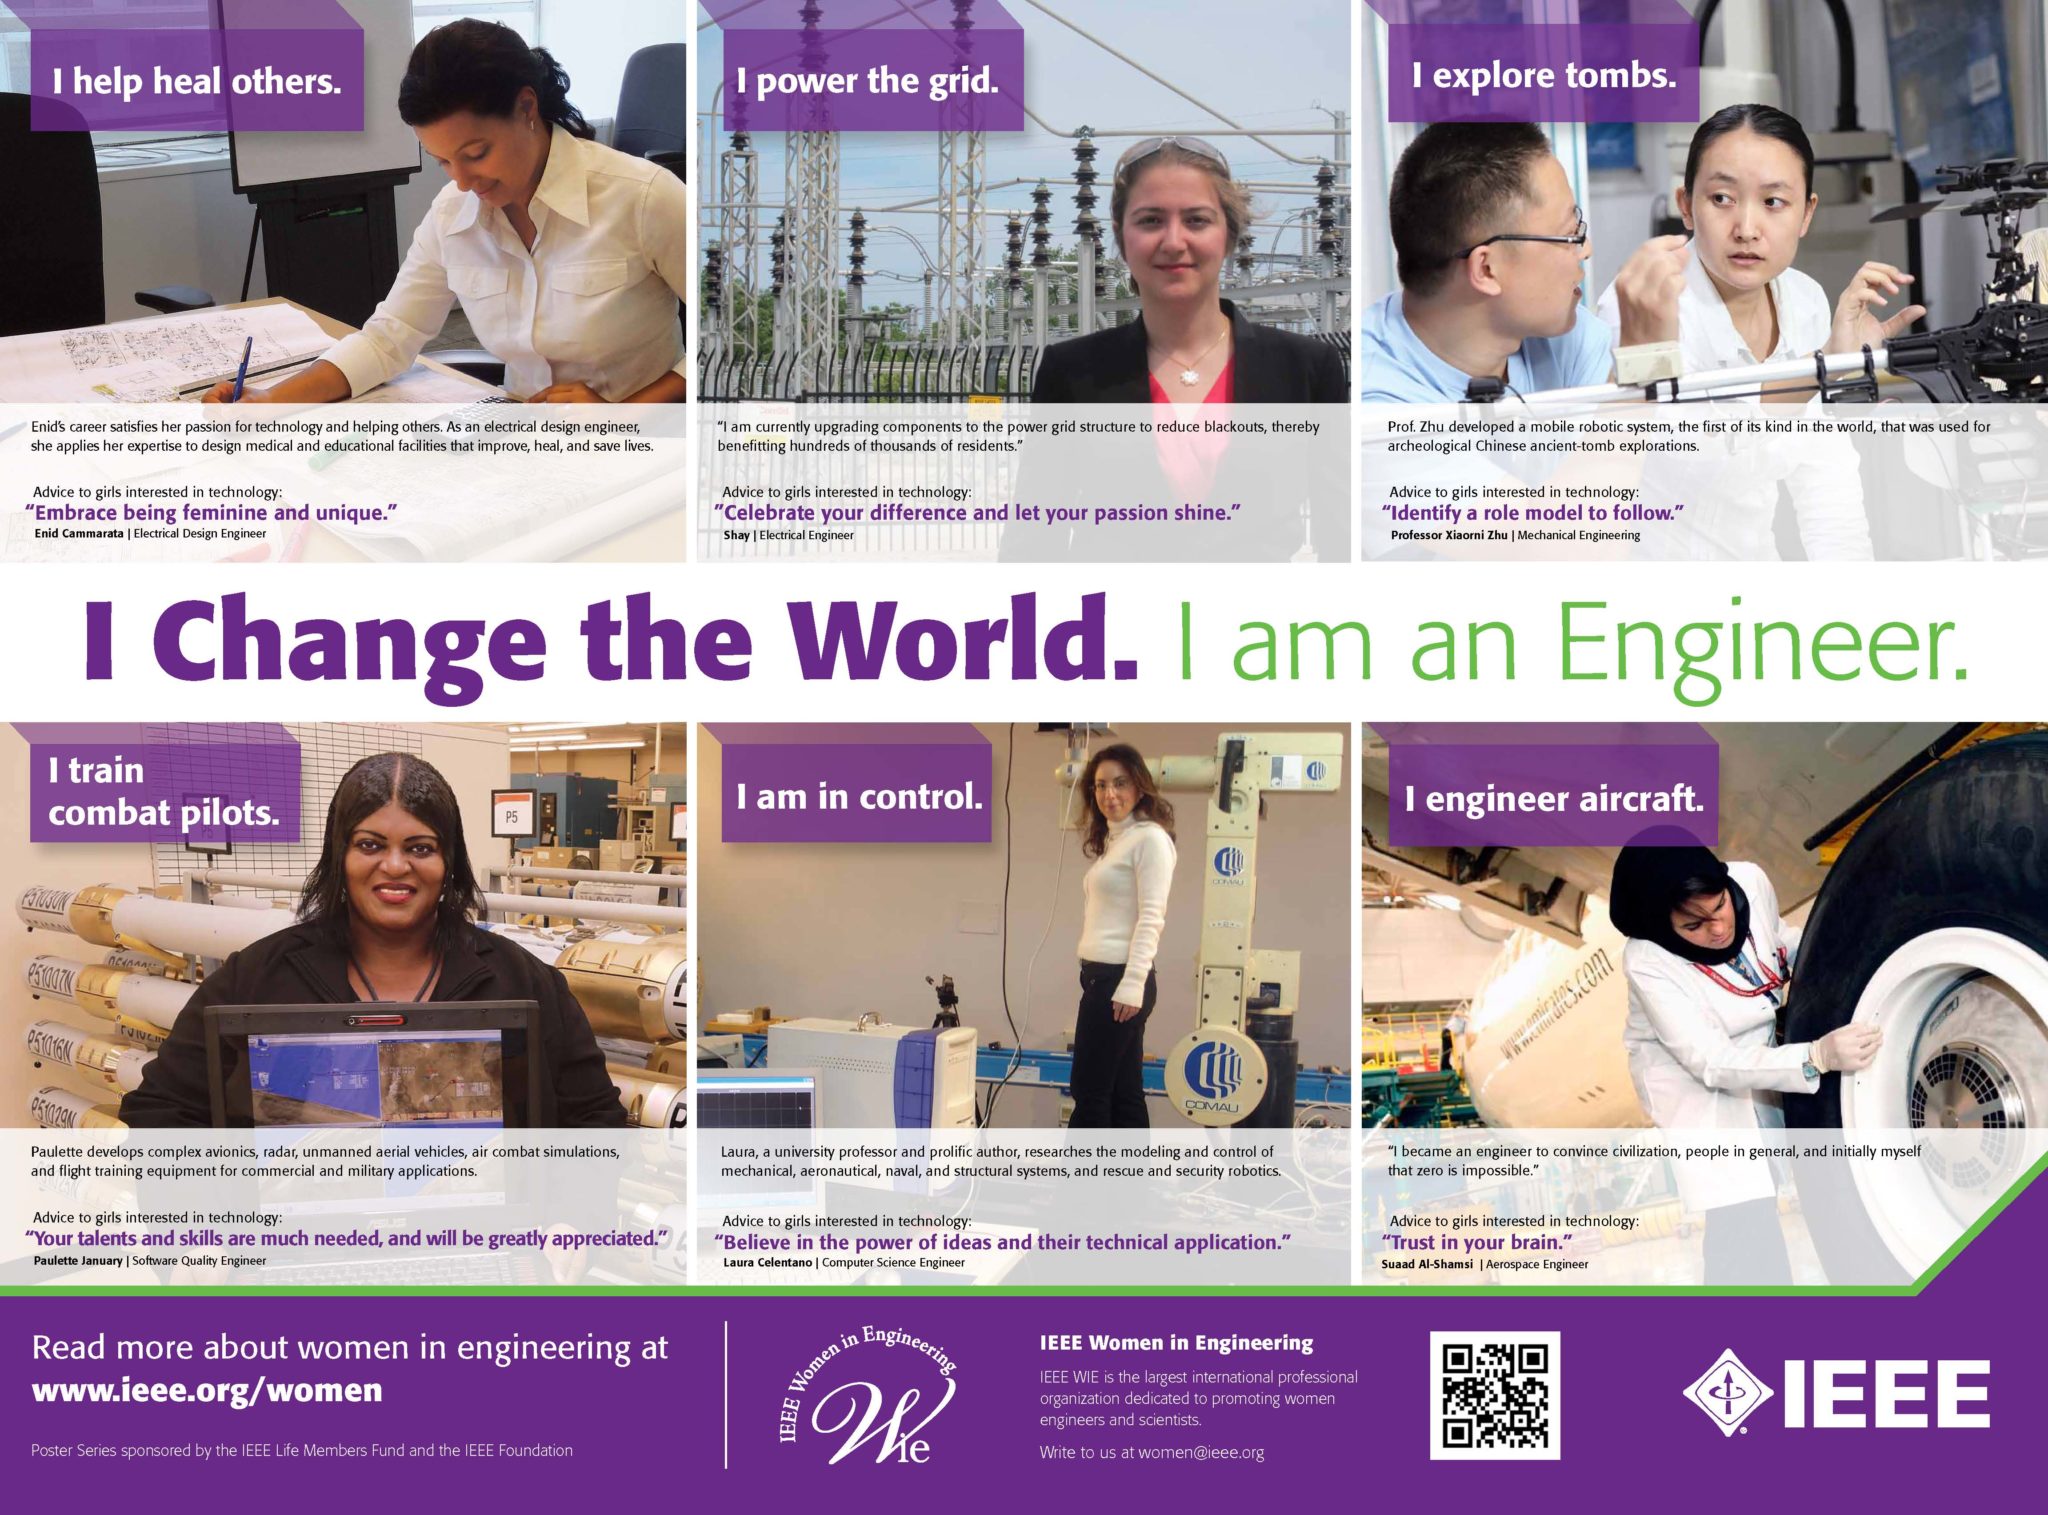 I help heal others.
Enid's career satisfies her passion for technology and helping others. As an electrical design engineer,
she applies her expertise to design medical and educational facilities that improve, heal, and save lives.
Advice to girls interested in technology:
“Embrace being feminine and unique.”
Enid Cammarata | Electrical Design Engineer
I power the grid.
“I am currently upgrading components to the power grid structure to reduce blackouts, thereby
benefitting hundreds of thousands of residents.”
Advice to girls interested in technology:
”Celebrate your difference and let your passion shine.”
Shay | Electrical Engineer
I explore tombs.
Prof. Zhu developed a mobile robotic system, the first of its kind in the world, that was used for
archeological Chinese ancient-tomb explorations.
Advice to girls interested in technology:
“Identify a role model to follow.”
Professor Xiaorni Zhu | Mechanical Engineering
I Change the World. I am an Engineer.
I train
combat pilots.
P5
P5
P51030N
P51007N
P51016N
P51029N
Paulette develops complex avionics, radar, unmanned aerial vehicles, air combat simulations,
and flight training equipment for commercial and military applications.
Advice to girls interested in technology:
“Your talents and skills are much needed, and will be greatly appreciated.”
Paulette January | Software Quality Engineer
I am in control.
COMAU
COMAU
Laura, a university professor and prolific author, researches the modeling and control of
mechanical, aeronautical, naval, and structural systems, and rescue and security robotics.
Advice to girls interested in technology:
“Believe in the power of ideas and their technical application.”
Laura Celentano | Computer Science Engineer
I engineer aircraft.
www.emirates.com
“I became an engineer to convince civilization, people in general, and initially myself
that zero is impossible.”
Advice to girls interested in technology:
“Trust in your brain.”
Suaad Al-Shamsi | Aerospace Engineer
Read more about women in engineering at
www.ieee.org/women
Poster Series sponsored by the IEEE Life Members Fund and the IEEE Foundation
IEEE Women in Engineering
Wie
IEEE Women in Engineering
IEEE WIE is the largest international professional
organization dedicated to promoting women
engineers and scientists.
Write to us at women@ieee.org
IEEE